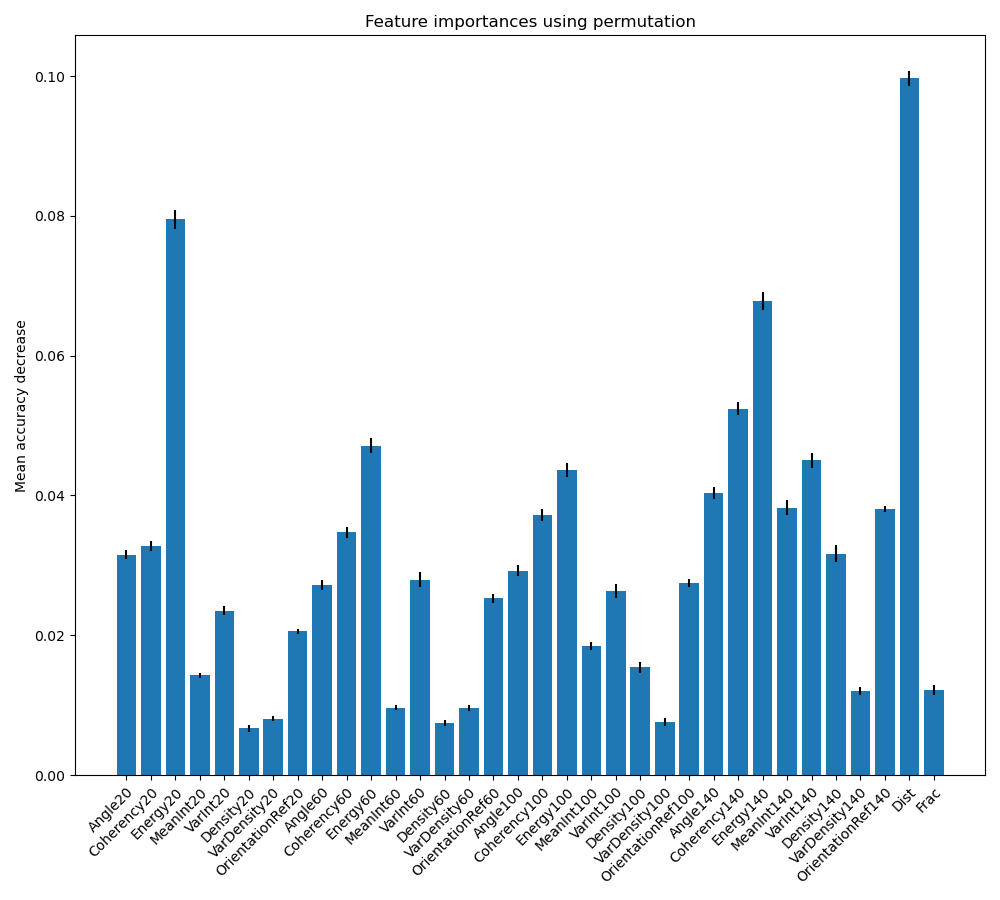 Feature importances using permutation
Mean accuracy decrease
0.10
0.08
0.06
0.04
0.02
0.00
Angle20
Coherency20
Energy20
MeanInt20
VarInt20
Density20
VarDensity20
OrientationRef20
Angle60
Coherency60
Energy60
MeanInt60
VarInt60
Density60
VarDensity60
OrientationRef60
Angle100
Coherency100
Energy100
MeanInt100
VarInt100
Density100
VarDensity100
OrientationRef100
Angle140
Coherency140
Energy140
MeanInt140
VarInt140
Density140
VarDensity140
OrientationRef140
Dist
Frac